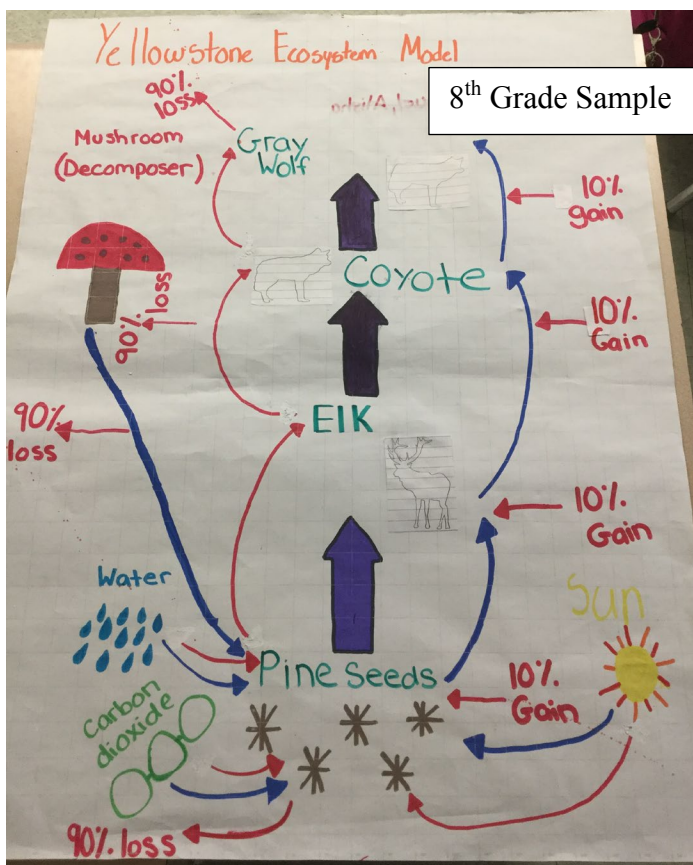 Yellowstone Ecosystem Model
8th Grade Sample
90%
loss
Mushroom
(Decomposer)
Gray
Wolf
10%
gain
Coyote
90%
loss
10%
Gain
Elk
90%
loss
10%
Gain
Water
Sun
Pine seeds
10%
Gain
carbon
dioxide
90% loss